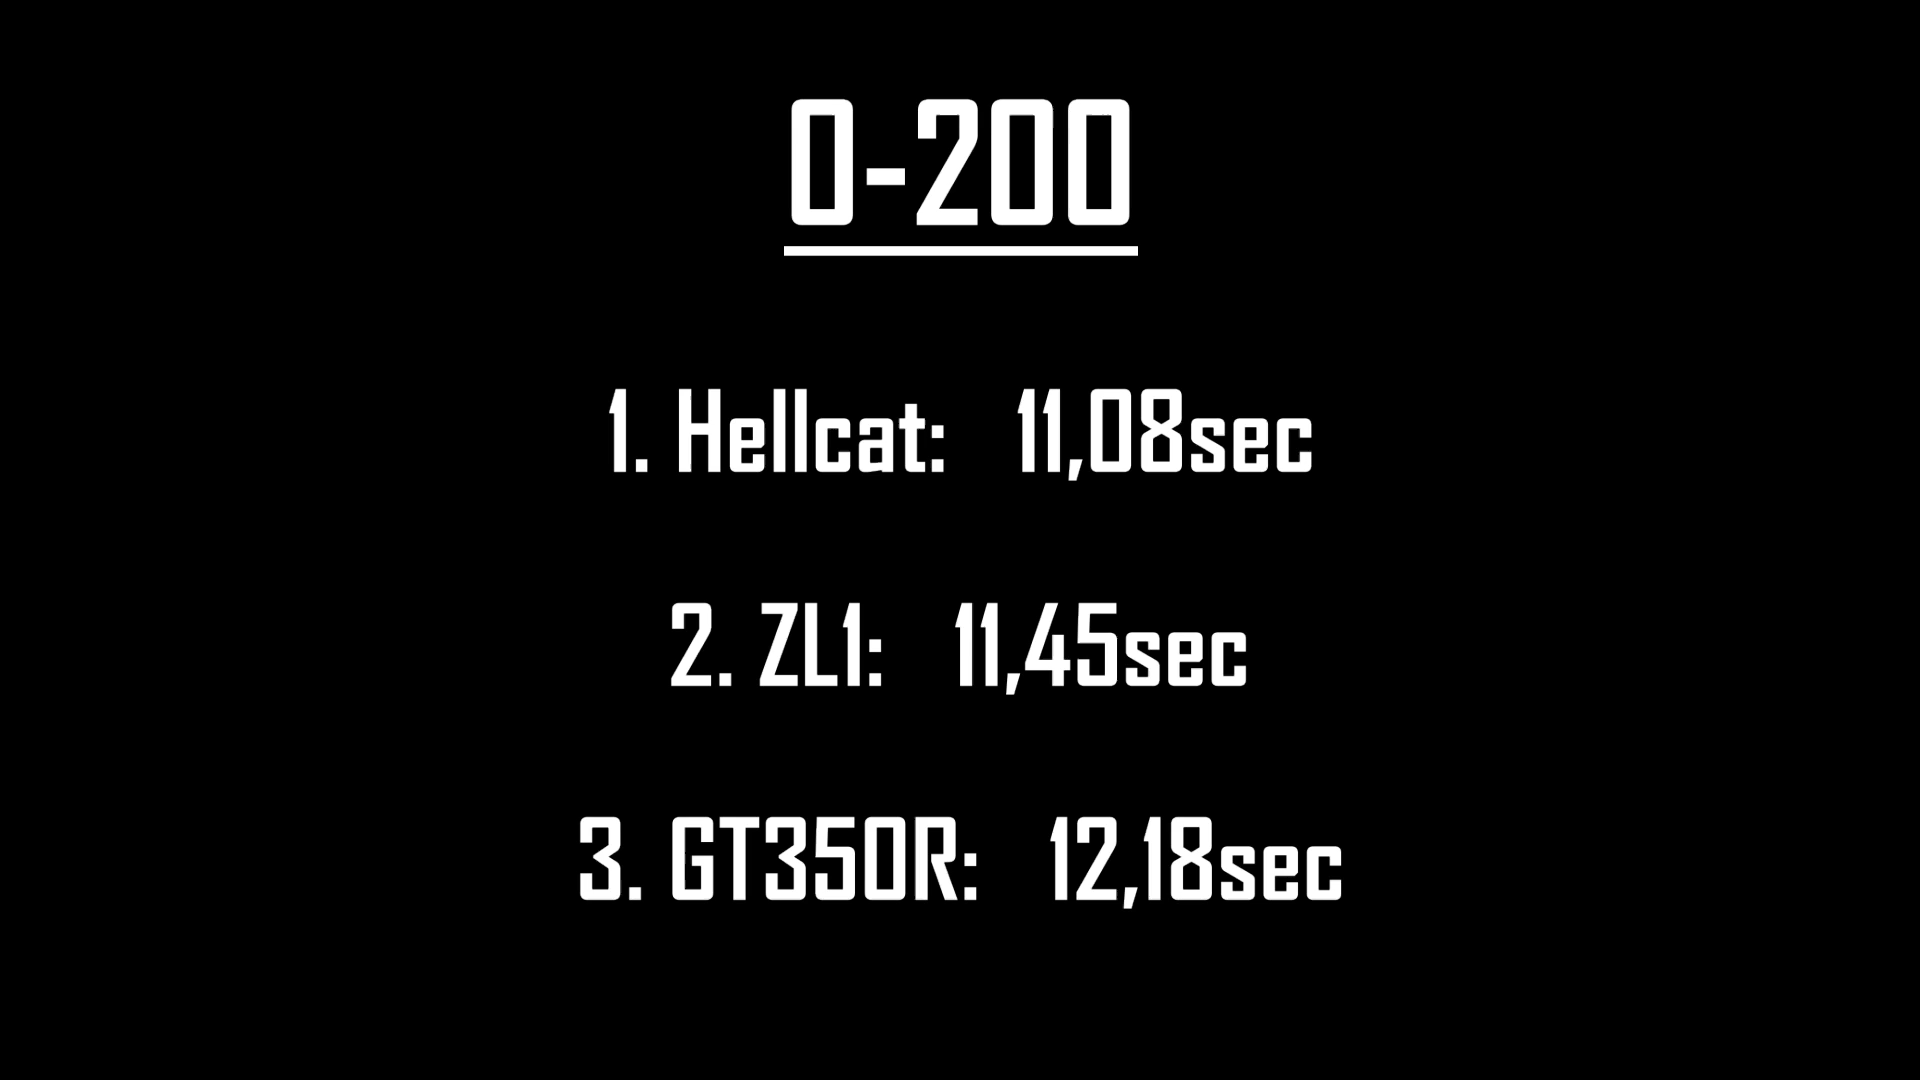 0-200
1. Hellcat: 11,08sec
2. ZL1: 11,45sec
3. GT350R: 12,18sec